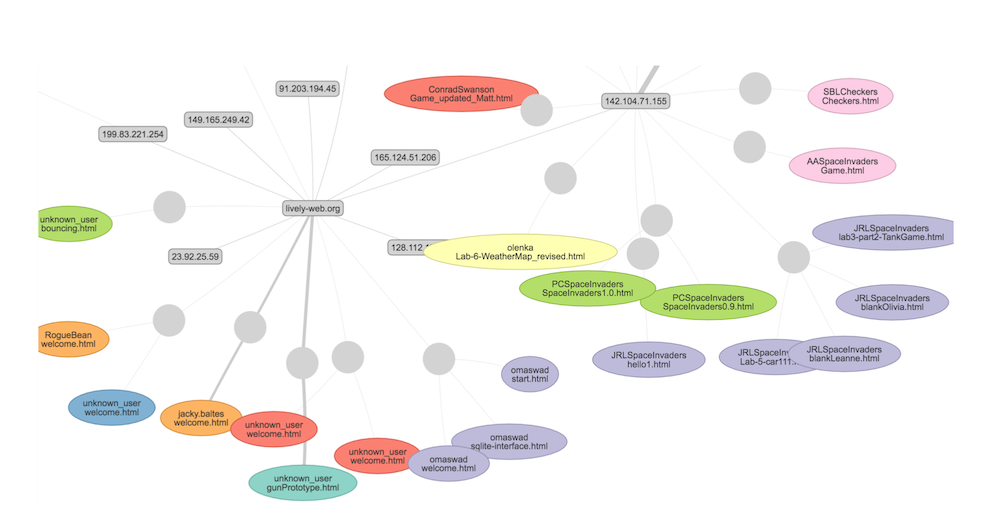 91.203.194.45
ConradSwanson
Game_updated_Matt.html
142.104.71.155
SBLCheckers
Checkers.html
149.165.249.42
199.83.221.254
165.124.51.206
AASpaceInvaders
Game.html
lively-web.org
unknown_user
bouncing.html
JRLSpaceInvaders
lab3-part2-TankGame.html
128.112.
olenka
Lab-6-WeatherMap_revised.html
23.92.25.59
PCSpaceInvaders
SpaceInvaders1.0.html
PCSpaceInvaders
SpaceInvaders0.9.html
JRLSpaceInvaders
blankOlivia.html
RogueBean
welcome.html
JRLSpaceInvaders
hello1.html
JRLSpaceInv
Lab-5-car111.
JRLSpaceInvaders
blankLeanne.html
omaswad
start.html
unknown_user
welcome.html
jacky.baltes
welcome.html
unknown_user
welcome.html
omaswad
sqlite-interface.html
unknown_user
welcome.html
omaswad
welcome.html
unknown_user
gunPrototype.html